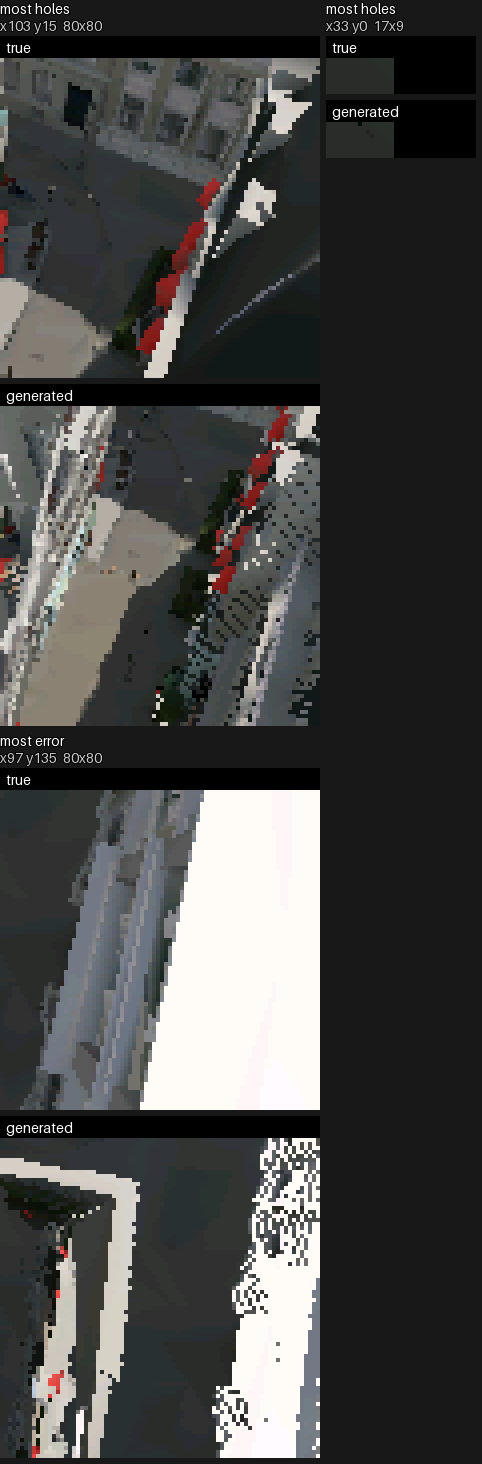 most holes
x103 y15 80x80
true
generated
most holes
x33 y0 17x9
true
generated
most error
x97 y135 80x80
true
generated